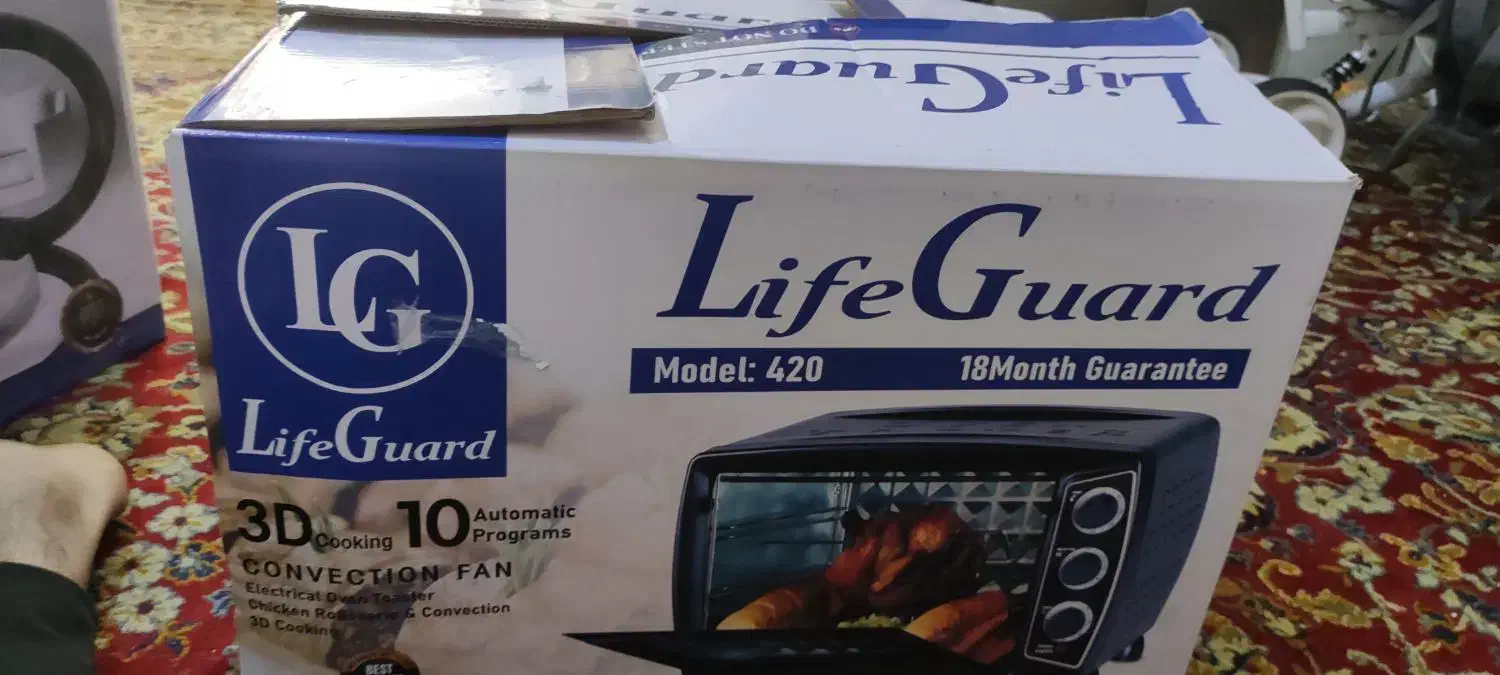 LifeGuard
DO NOT
LG
LifeGuard
LifeGuard
Model: 420 18Month Guarantee
3D Cooking 10 Automatic Programs
CONVECTION FAN
Electrical Oven Toaster
Chicken Rotisserie & Convection
3D Cooking
BEST